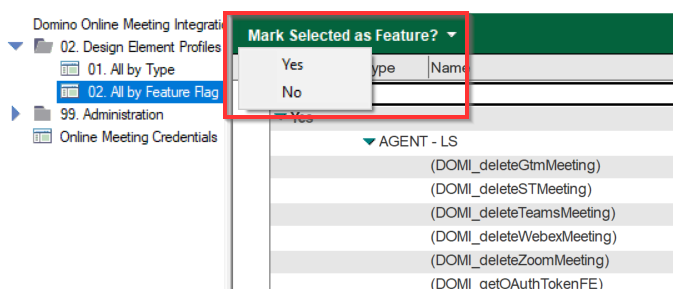 Domino Online Meeting Integrati
02. Design Element Profiles
01. All by Type
02. All by Feature Flag
99. Administration
Online Meeting Credentials
Mark Selected as Feature?
Yes
No
ype Name
Yes
AGENT - LS
(DOMI_deleteGtmMeeting)
(DOMI_deleteSTMeeting)
(DOMI_deleteTeamsMeeting)
(DOMI_deleteWebexMeeting)
(DOMI_deleteZoomMeeting)
(DOMI_getOAuthTokenFE)